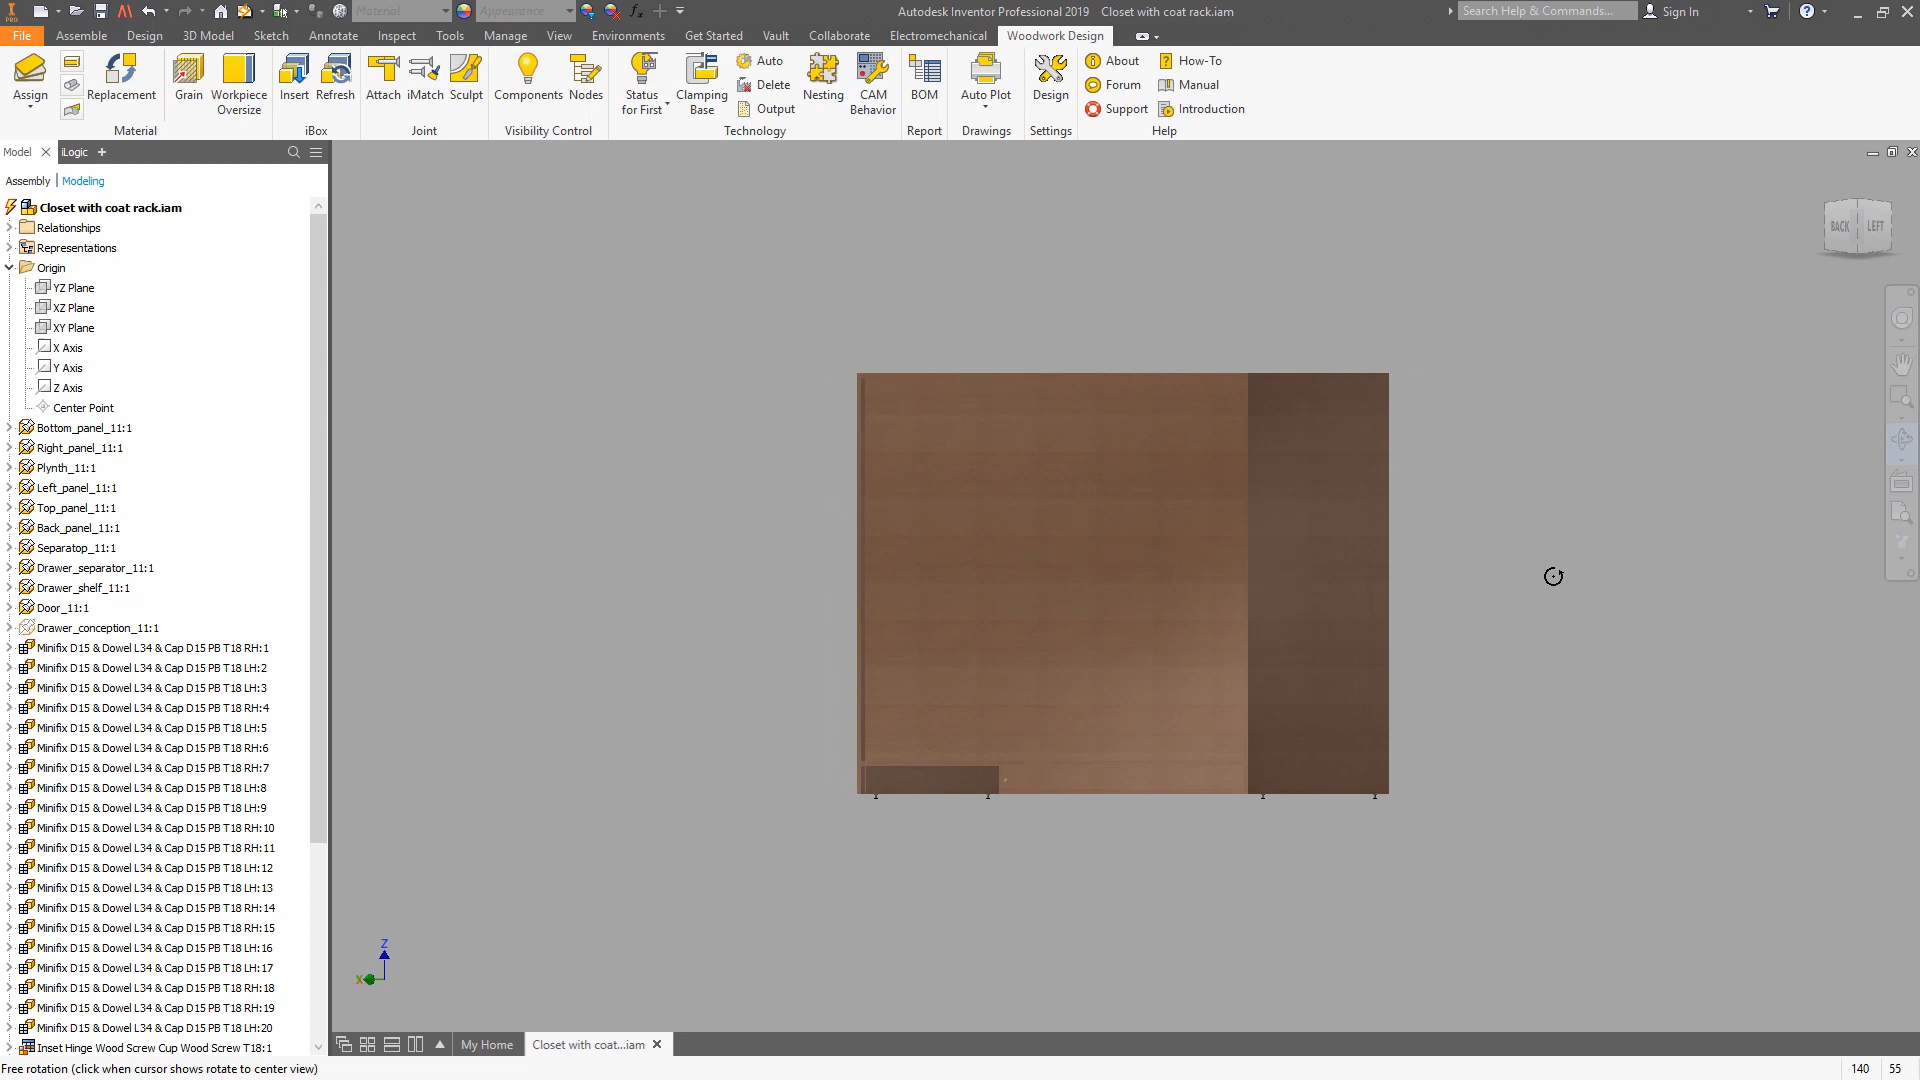 PRO
Material
Appearance
Autodesk Inventor Professional 2019 Closet with coat rack.iam
Search Help & Commands...
Sign In
File
Assemble
Design
3D Model
Sketch
Annotate
Inspect
Tools
Manage
View
Environments
Get Started
Vault
Collaborate
Electromechanical
Woodwork Design
Assign
Replacement
Grain
Workpiece
Oversize
Insert
Refresh
Attach
iMatch
Sculpt
Components
Nodes
Status
for First
Clamping
Base
Auto
Delete
Output
Nesting
CAM
Behavior
BOM
Auto Plot
Design
About
Forum
Support
How-To
Manual
Introduction
Material
iBox
Joint
Visibility Control
Technology
Report
Drawings
Settings
Help
Model
iLogic
Assembly
Modeling
Closet with coat rack.iam
Relationships
Representations
Origin
YZ Plane
XZ Plane
XY Plane
X Axis
Y Axis
Z Axis
Center Point
Bottom_panel_11:1
Right_panel_11:1
Plynth_11:1
Left_panel_11:1
Top_panel_11:1
Back_panel_11:1
Separatop_11:1
Drawer_separator_11:1
Drawer_shelf_11:1
Door_11:1
Drawer_conception_11:1
Minifix D15 & Dowel L34 & Cap D15 PB T18 RH:1
Minifix D15 & Dowel L34 & Cap D15 PB T18 LH:2
Minifix D15 & Dowel L34 & Cap D15 PB T18 LH:3
Minifix D15 & Dowel L34 & Cap D15 PB T18 RH:4
Minifix D15 & Dowel L34 & Cap D15 PB T18 LH:5
Minifix D15 & Dowel L34 & Cap D15 PB T18 RH:6
Minifix D15 & Dowel L34 & Cap D15 PB T18 RH:7
Minifix D15 & Dowel L34 & Cap D15 PB T18 LH:8
Minifix D15 & Dowel L34 & Cap D15 PB T18 LH:9
Minifix D15 & Dowel L34 & Cap D15 PB T18 RH:10
Minifix D15 & Dowel L34 & Cap D15 PB T18 RH:11
Minifix D15 & Dowel L34 & Cap D15 PB T18 LH:12
Minifix D15 & Dowel L34 & Cap D15 PB T18 LH:13
Minifix D15 & Dowel L34 & Cap D15 PB T18 RH:14
Minifix D15 & Dowel L34 & Cap D15 PB T18 RH:15
Minifix D15 & Dowel L34 & Cap D15 PB T18 LH:16
Minifix D15 & Dowel L34 & Cap D15 PB T18 LH:17
Minifix D15 & Dowel L34 & Cap D15 PB T18 RH:18
Minifix D15 & Dowel L34 & Cap D15 PB T18 RH:19
Minifix D15 & Dowel L34 & Cap D15 PB T18 LH:20
Inset Hinge Wood Screw Cup Wood Screw T18:1
BACK
LEFT
Z
X
My Home
Closet with coat...iam
Free rotation (click when cursor shows rotate to center view)
140
55